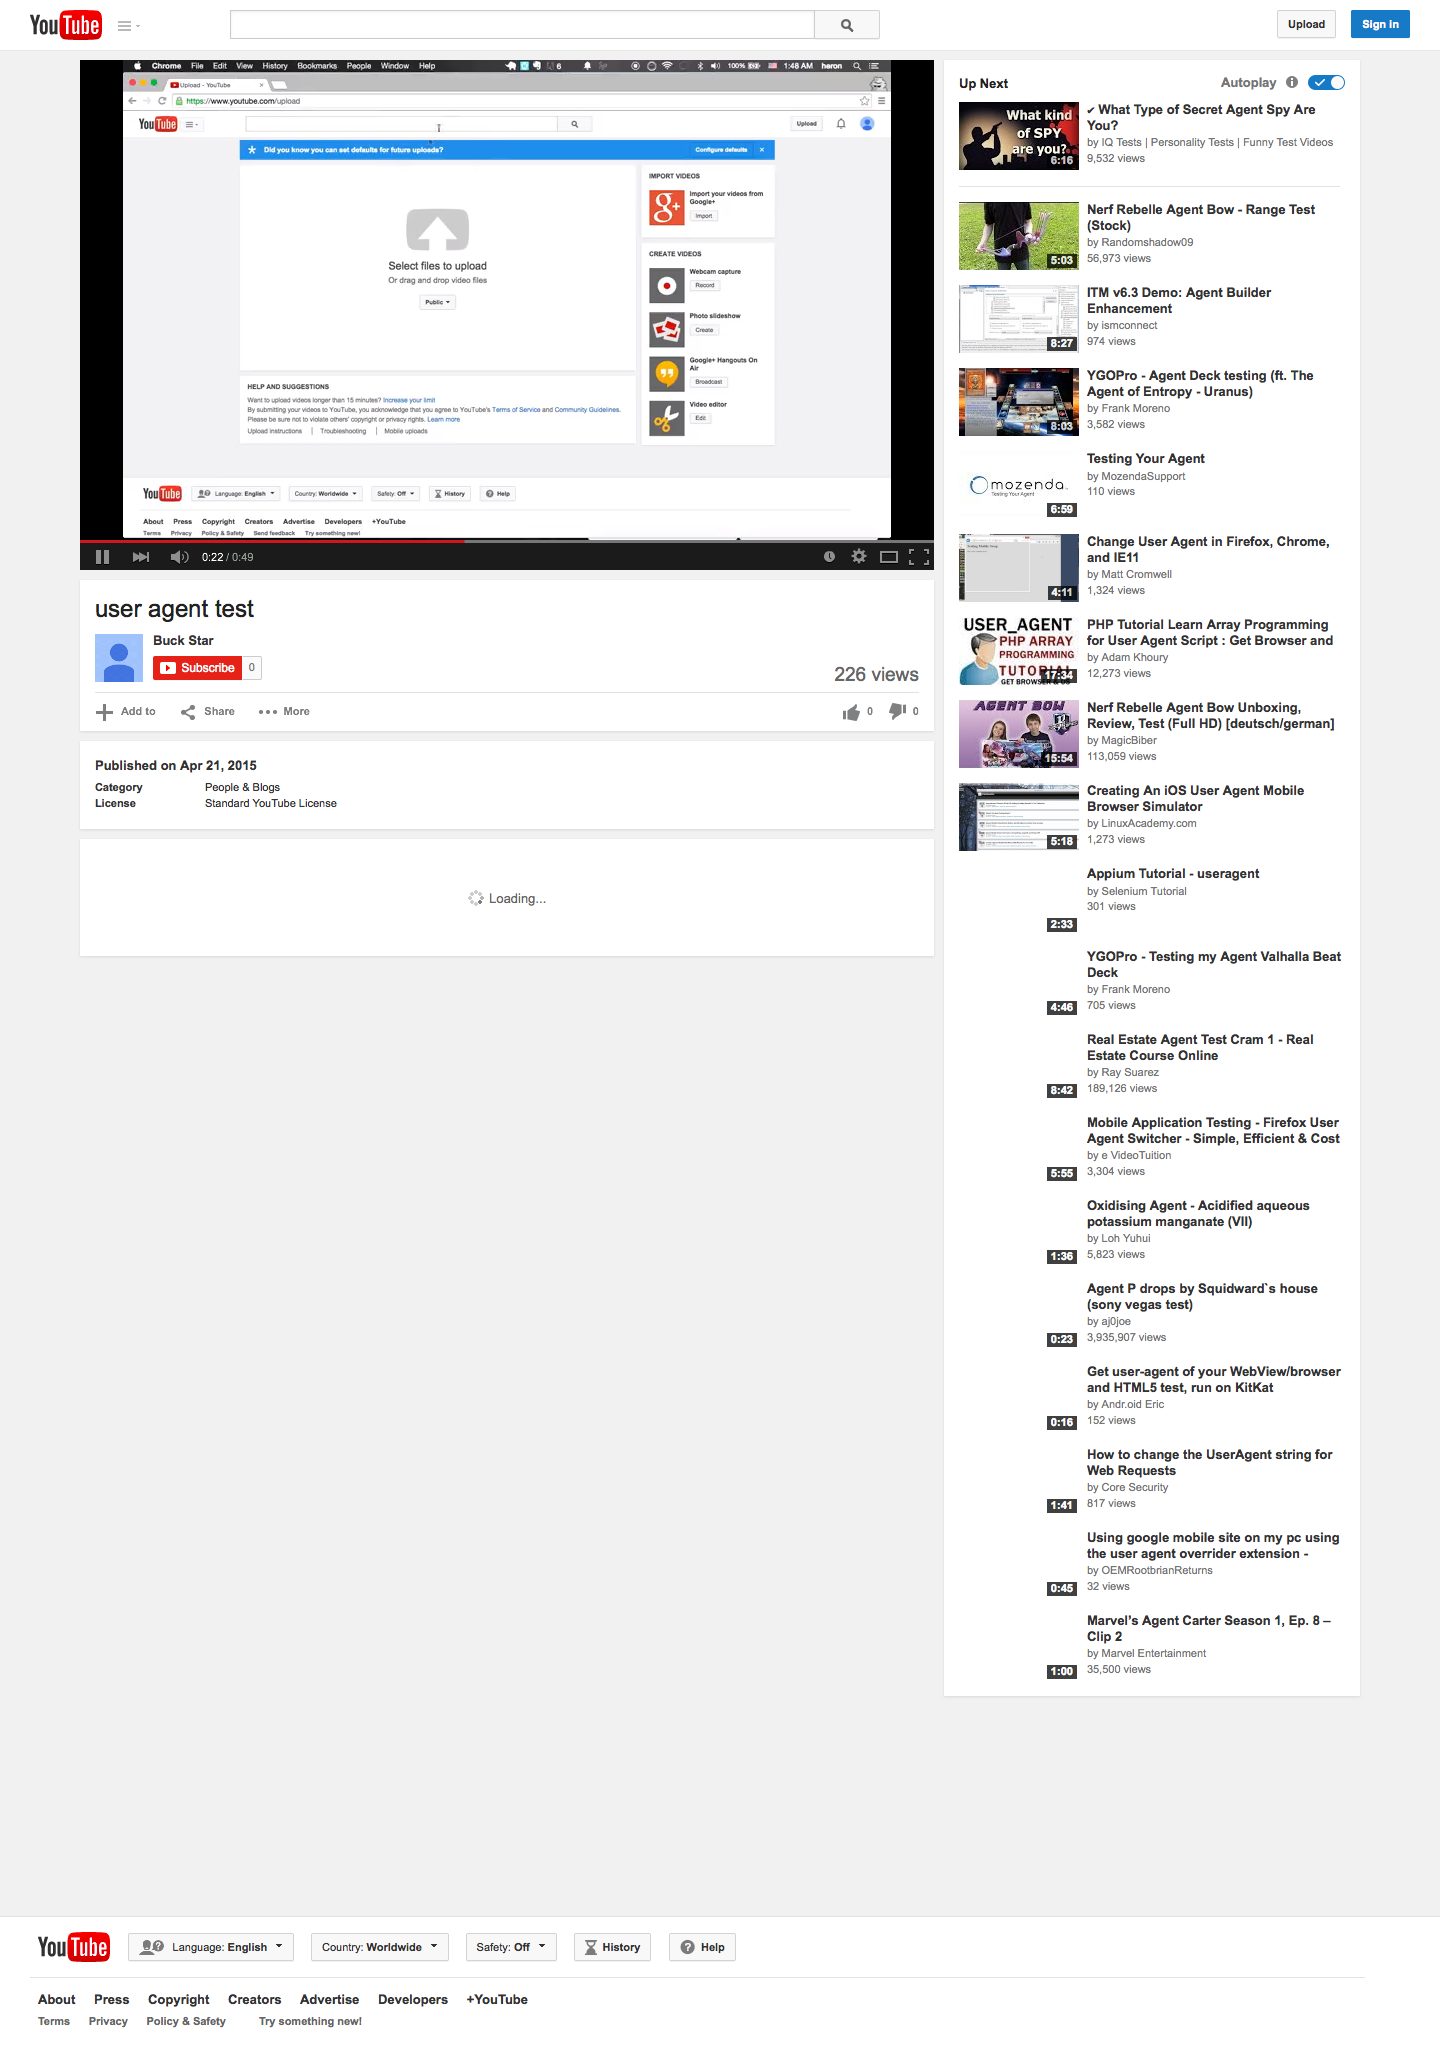 YouTube
Upload
Sign in
Chrome File Edit View History Bookmarks People Window Help
6
100%
1:48 AM heron
Upload - YouTube
https://www.youtube.com/upload
YouTube
Upload
Did you know you can set defaults for future uploads?
Configure defaults
Select files to upload
Or drag and drop video files
Public
IMPORT VIDEOS
Import your videos from
Google+
Import
CREATE VIDEOS
Webcam capture
Record
Photo slideshow
Create
Google+ Hangouts On
Air
Broadcast
Video editor
Edit
HELP AND SUGGESTIONS
Want to upload videos longer than 15 minutes? Increase your limit
By submitting your videos to YouTube, you acknowledge that you agree to YouTube's Terms of Service and Community Guidelines.
Please be sure not to violate others' copyright or privacy rights. Learn more
Upload instructions | Troubleshooting | Mobile uploads
YouTube
Language: English
Country: Worldwide
Safety: Off
History
Help
About Press Copyright Creators Advertise Developers +YouTube
Terms Privacy Policy & Safety Send feedback Try something new!
0:22 / 0:49
user agent test
Buck Star
Subscribe 0
226 views
Add to
Share
More
0
0
Published on Apr 21, 2015
Category People & Blogs
License Standard YouTube License
Loading...
Up Next
Autoplay
What kind
of SPY
are you?
6:16
✔ What Type of Secret Agent Spy Are
You?
by IQ Tests | Personality Tests | Funny Test Videos
9,532 views
5:03
Nerf Rebelle Agent Bow - Range Test
(Stock)
by Randomshadow09
56,973 views
8:27
ITM v6.3 Demo: Agent Builder
Enhancement
by ismconnect
974 views
8:03
YGOPro - Agent Deck testing (ft. The
Agent of Entropy - Uranus)
by Frank Moreno
3,582 views
mozenda
Testing Your Agent
6:59
Testing Your Agent
by MozendaSupport
110 views
4:11
Change User Agent in Firefox, Chrome,
and IE11
by Matt Cromwell
1,324 views
USER_AGENT
PHP ARRAY
PROGRAMMING
TUTORIAL
GET BROWSER & OS
17:34
PHP Tutorial Learn Array Programming
for User Agent Script : Get Browser and
by Adam Khoury
12,273 views
AGENT BOW
15:54
Nerf Rebelle Agent Bow Unboxing,
Review, Test (Full HD) [deutsch/german]
by MagicBiber
113,059 views
5:18
Creating An iOS User Agent Mobile
Browser Simulator
by LinuxAcademy.com
1,273 views
2:33
Appium Tutorial - useragent
by Selenium Tutorial
301 views
4:46
YGOPro - Testing my Agent Valhalla Beat
Deck
by Frank Moreno
705 views
8:42
Real Estate Agent Test Cram 1 - Real
Estate Course Online
by Ray Suarez
189,126 views
5:55
Mobile Application Testing - Firefox User
Agent Switcher - Simple, Efficient & Cost
by e VideoTuition
3,304 views
1:36
Oxidising Agent - Acidified aqueous
potassium manganate (VII)
by Loh Yuhui
5,823 views
0:23
Agent P drops by Squidward`s house
(sony vegas test)
by aj0joe
3,935,907 views
0:16
Get user-agent of your WebView/browser
and HTML5 test, run on KitKat
by Andr.oid Eric
152 views
1:41
How to change the UserAgent string for
Web Requests
by Core Security
817 views
0:45
Using google mobile site on my pc using
the user agent overrider extension -
by OEMRootbrianReturns
32 views
1:00
Marvel's Agent Carter Season 1, Ep. 8 –
Clip 2
by Marvel Entertainment
35,500 views
YouTube
Language: English
Country: Worldwide
Safety: Off
History
Help
About Press Copyright Creators Advertise Developers +YouTube
Terms Privacy Policy & Safety Try something new!